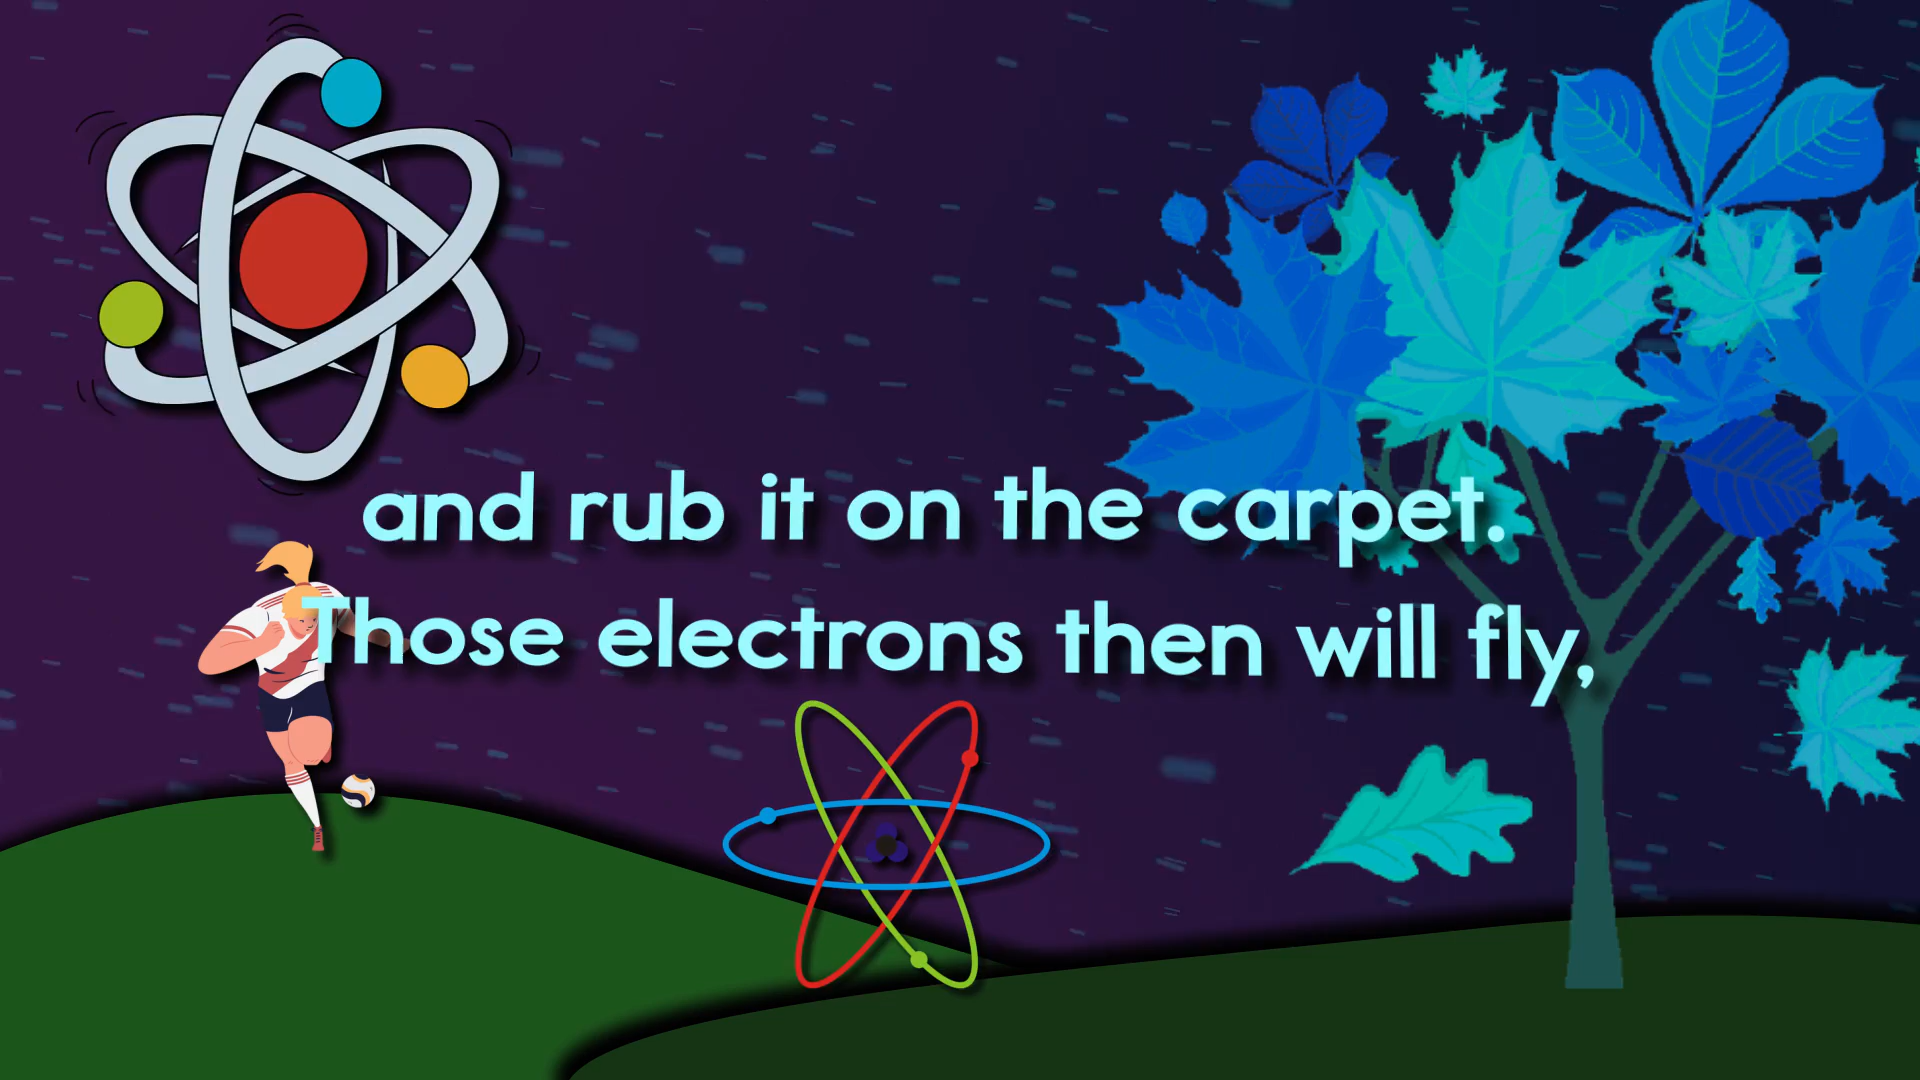 and rub it on the carpet.
Those electrons then will fly,